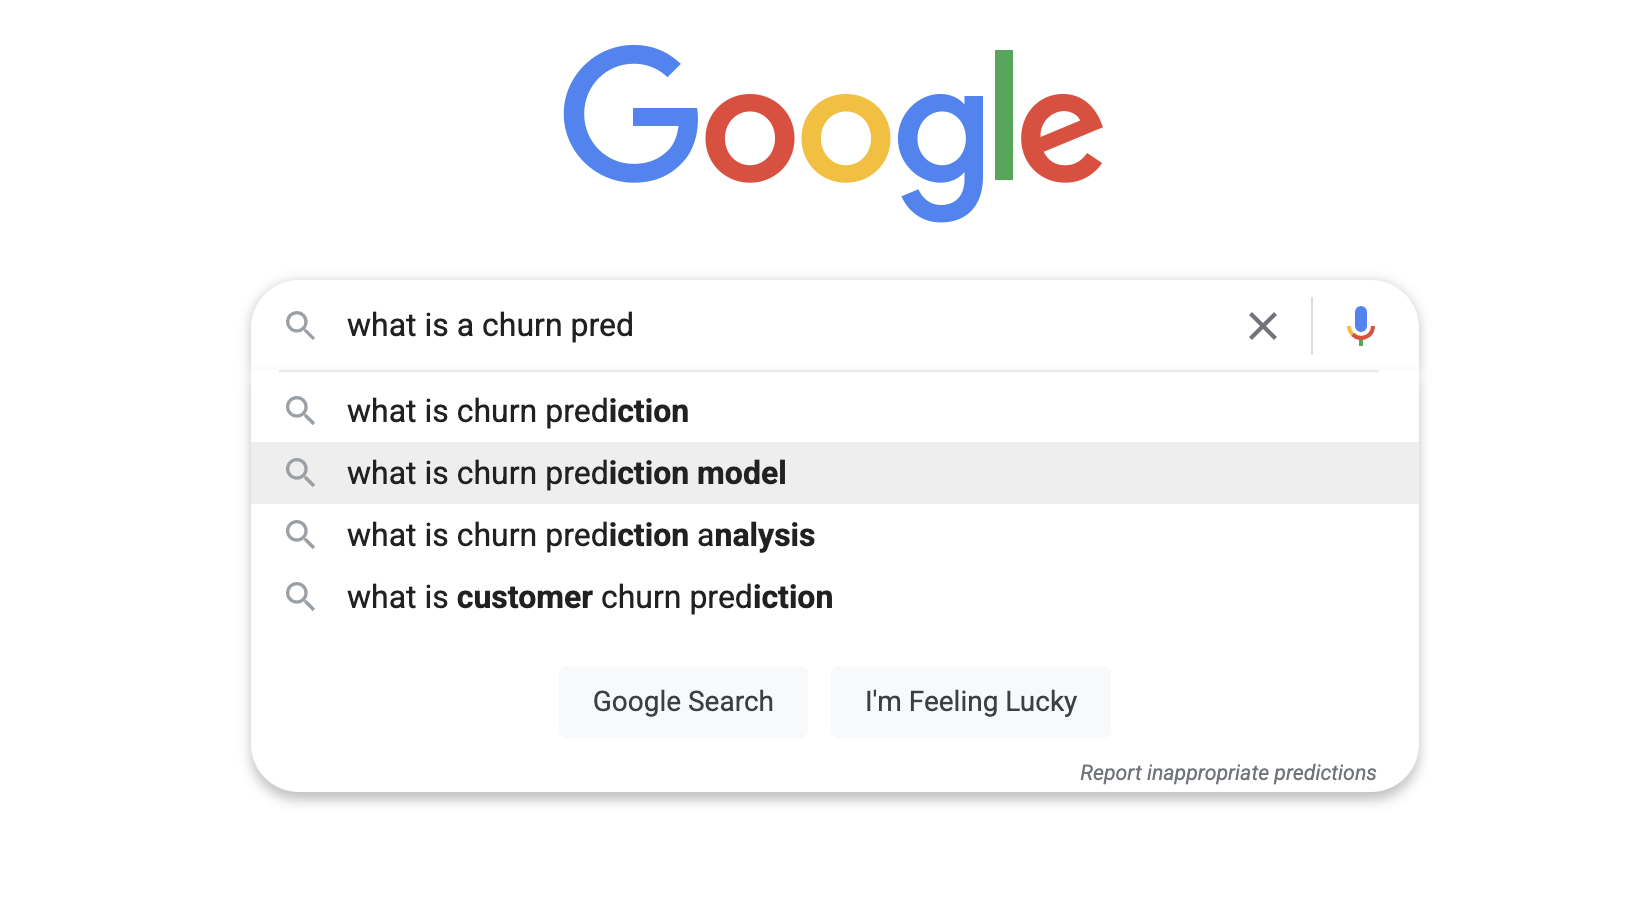 Google
what is a churn pred
what is churn prediction
what is churn prediction model
what is churn prediction analysis
what is customer churn prediction
Google Search
I'm Feeling Lucky
Report inappropriate predictions